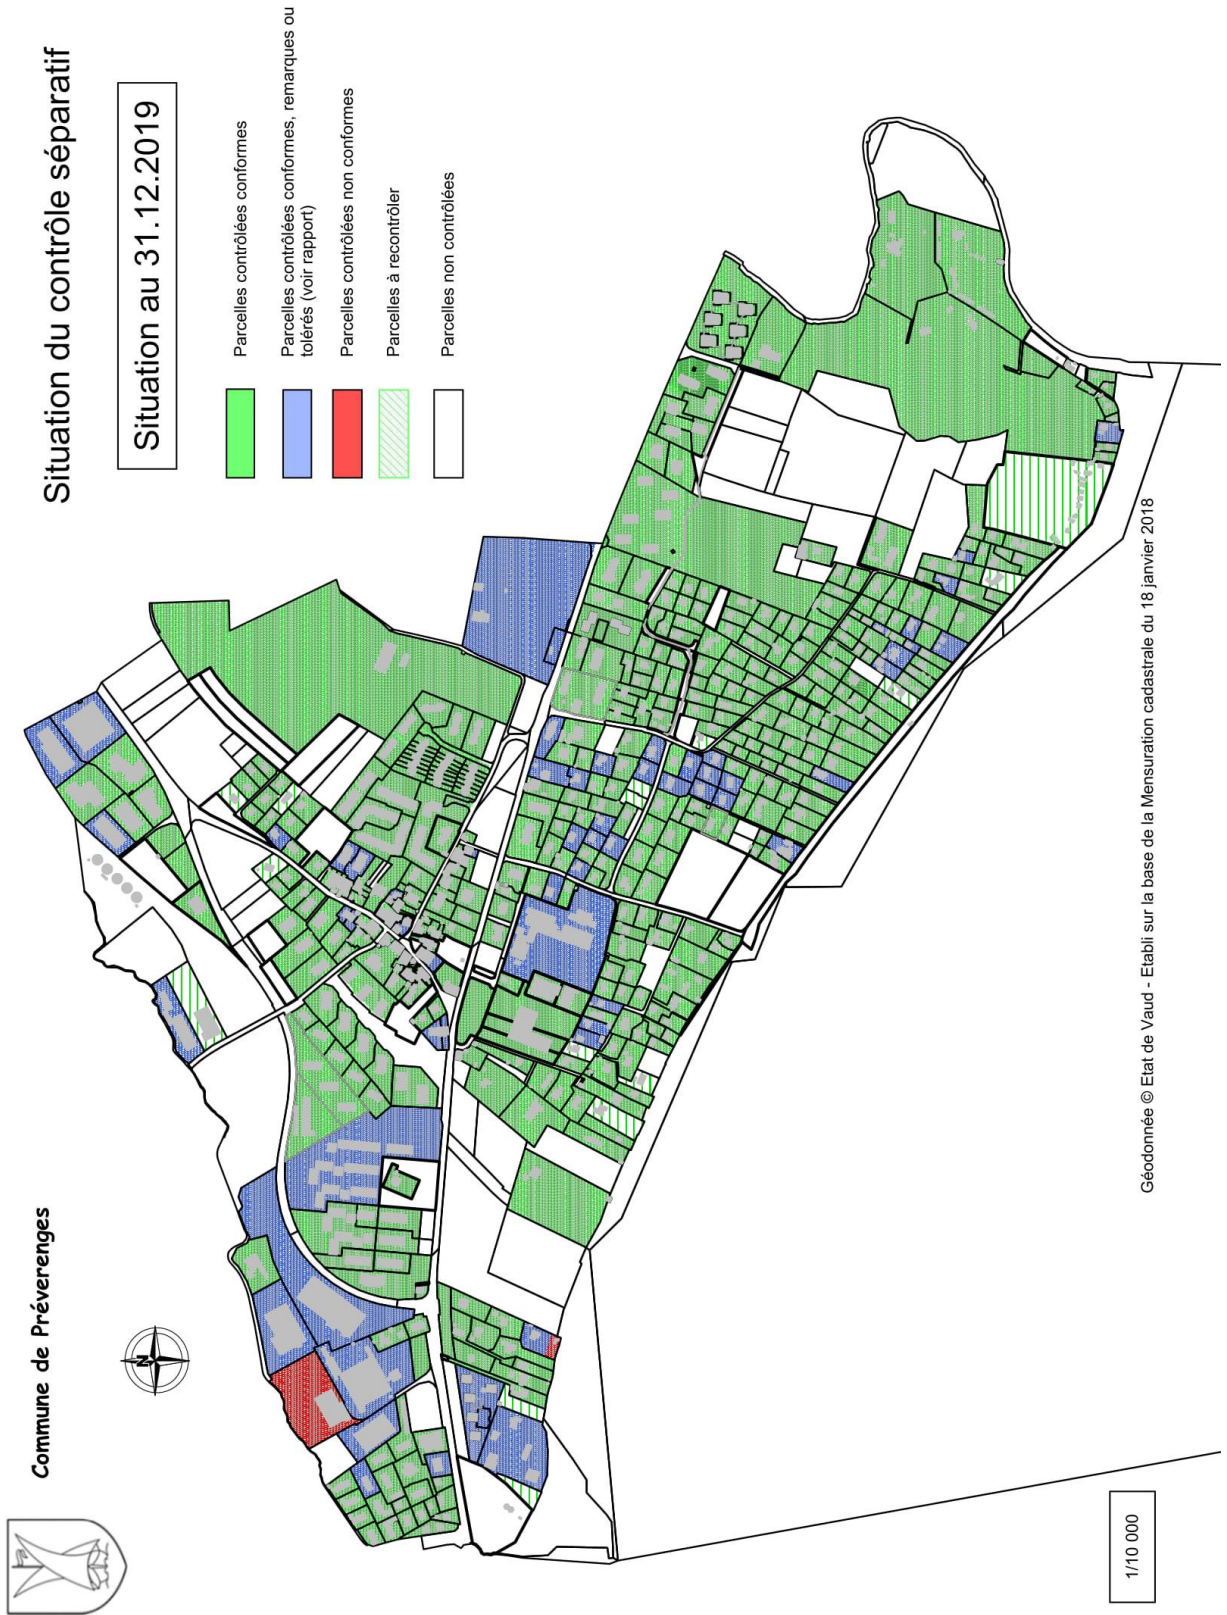 Commune de Préverenges
Situation du contrôle séparatif
Situation au 31.12.2019
Parcelles contrôlées conformes
Parcelles contrôlées conformes, remarques ou
tolérés (voir rapport)
Parcelles contrôlées non conformes
Parcelles à recontrôler
Parcelles non contrôlées
N
1/10 000
Géodonnée © Etat de Vaud - Etabli sur la base de la Mensuration cadastrale du 18 janvier 2018